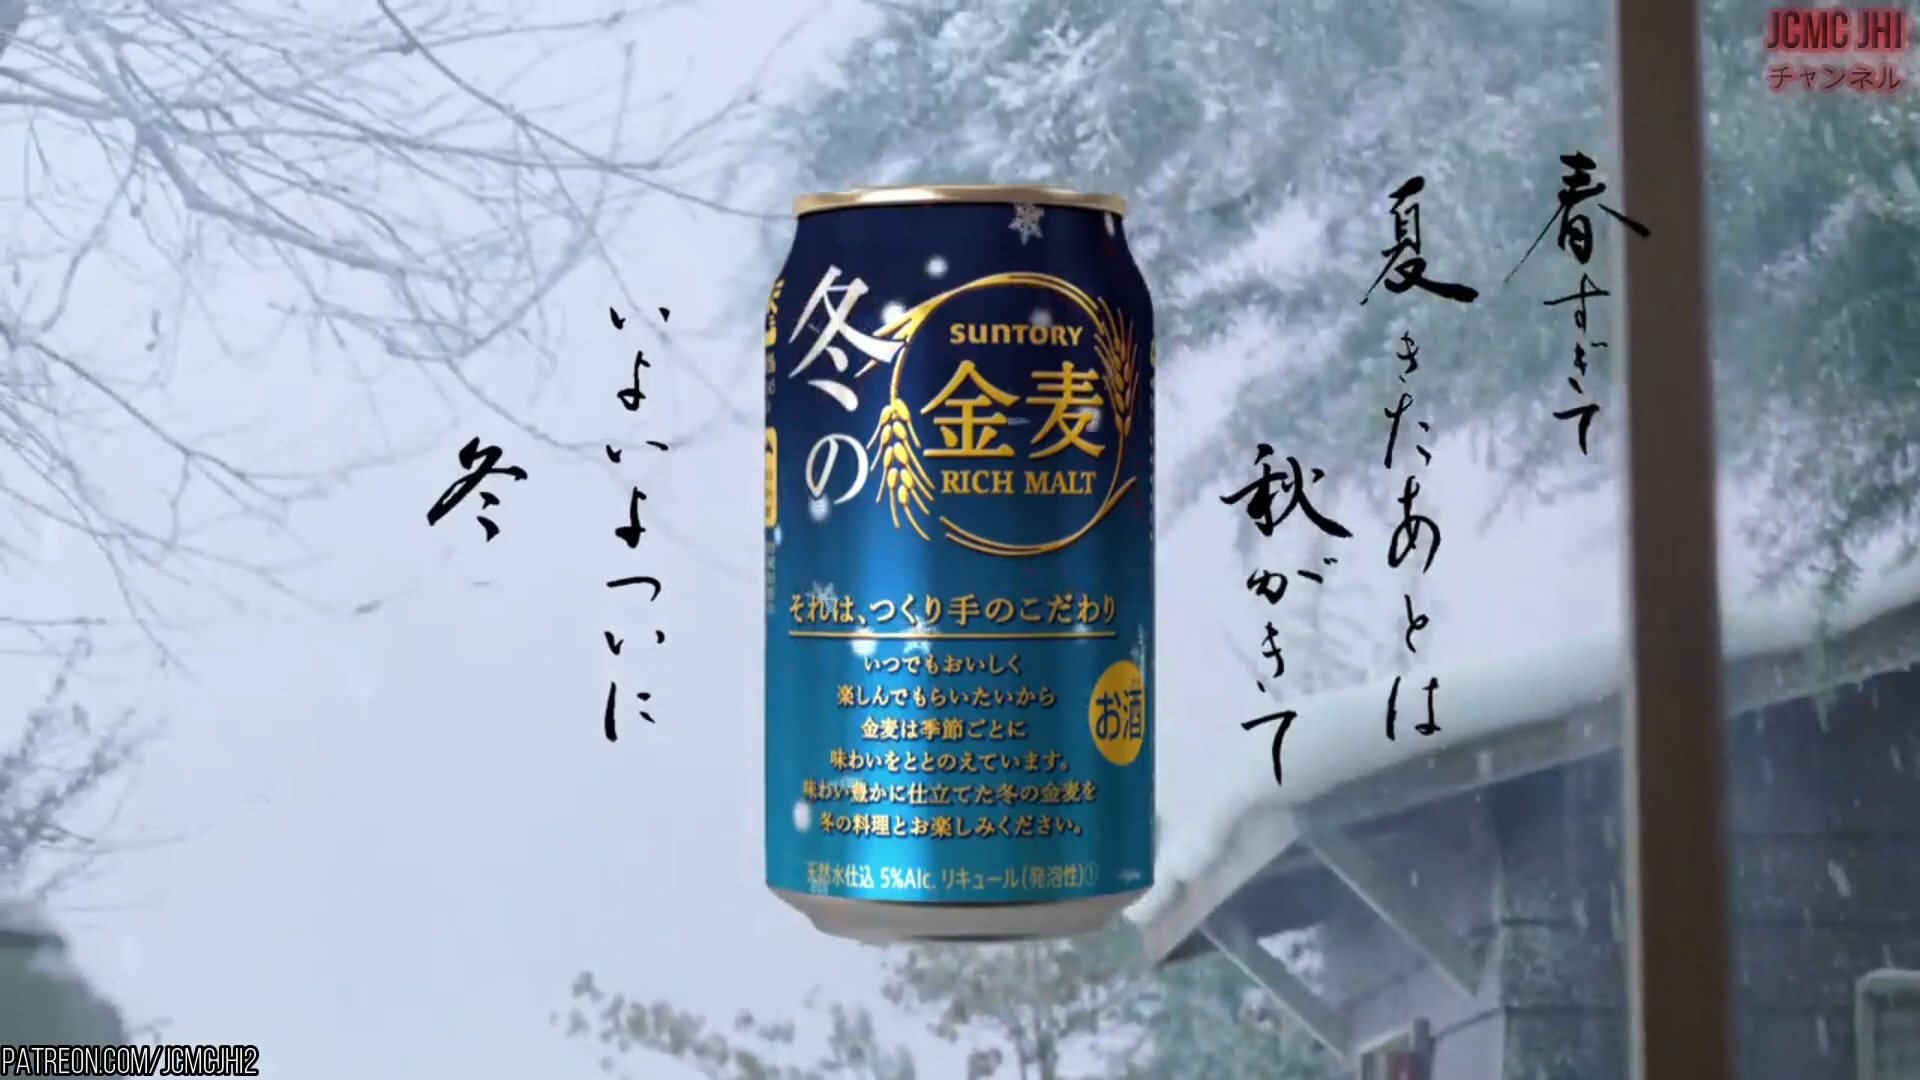 JCMC JHI
チャンネル
春すぎて
夏きたあとは
秋がきて
いよいよついに
冬
冬の
SUNTORY
金麦
RICH MALT
それは、つくり手のこだわり
いつでもおいしく
楽しんでもらいたいから
金麦は季節ごとに
味わいをととのえています。
味わい豊かに仕立てた冬の金麦を
冬の料理とお楽しみください。
お酒
天然水仕込 5%Alc. リキュール(発泡性)①
PATREON.COM/JCMCJHI2